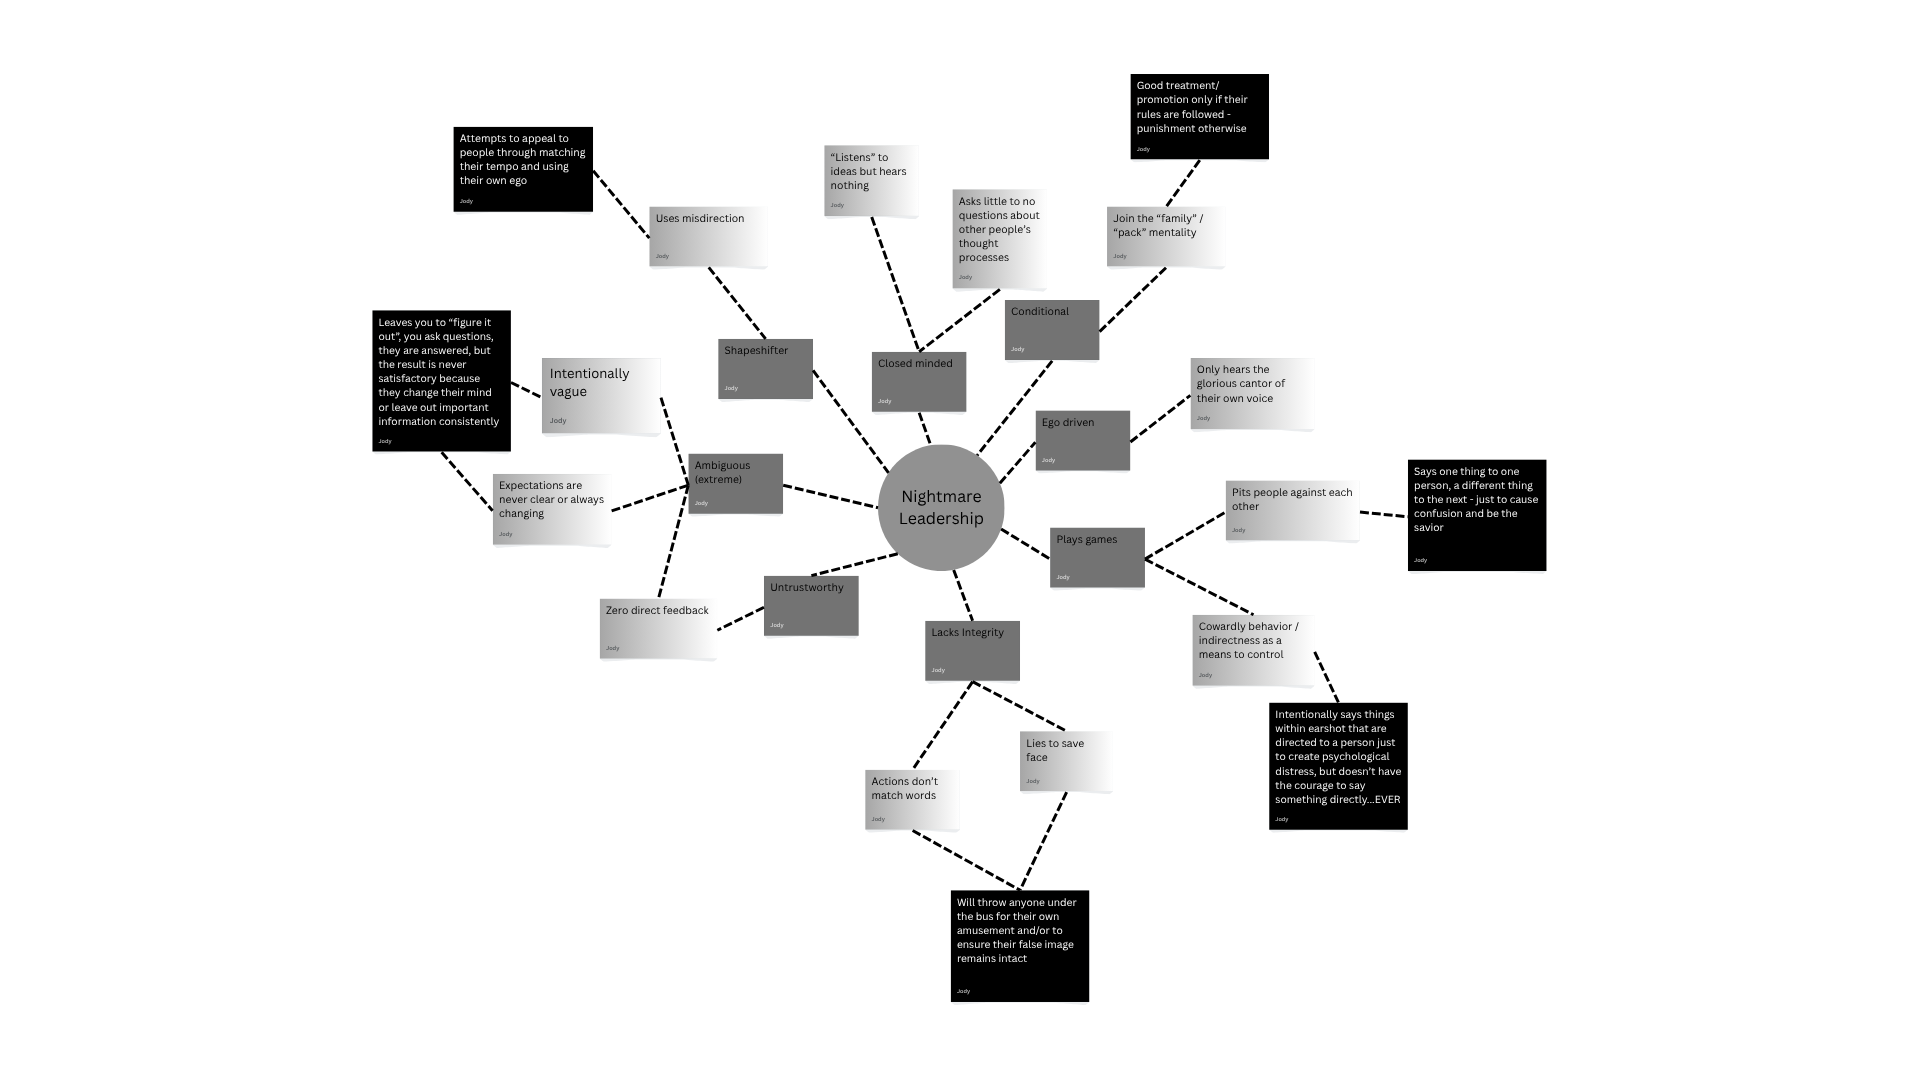 Good treatment/
promotion only if their
rules are followed -
punishment otherwise
Jody
Attempts to appeal to
people through matching
their tempo and using
their own ego
Jody
“Listens” to
ideas but hears
nothing
Jody
Asks little to no
questions about
other people’s
thought
processes
Jody
Uses misdirection
Jody
Join the “family” /
“pack” mentality
Jody
Conditional
Jody
Leaves you to “figure it
out”, you ask questions,
they are answered, but
the result is never
satisfactory because
they change their mind
or leave out important
information consistently
Jody
Intentionally
vague
Jody
Shapeshifter
Jody
Closed minded
Jody
Only hears the
glorious cantor of
their own voice
Jody
Ego driven
Jody
Ambiguous
(extreme)
Jody
Expectations are
never clear or always
changing
Jody
Nightmare
Leadership
Pits people against each
other
Jody
Says one thing to one
person, a different thing
to the next - just to cause
confusion and be the
savior
Jody
Plays games
Jody
Untrustworthy
Jody
Zero direct feedback
Jody
Lacks Integrity
Jody
Cowardly behavior /
indirectness as a
means to control
Jody
Intentionally says things
within earshot that are
directed to a person just
to create psychological
distress, but doesn’t have
the courage to say
something directly...EVER
Jody
Lies to save
face
Jody
Actions don’t
match words
Jody
Will throw anyone under
the bus for their own
amusement and/or to
ensure their false image
remains intact
Jody